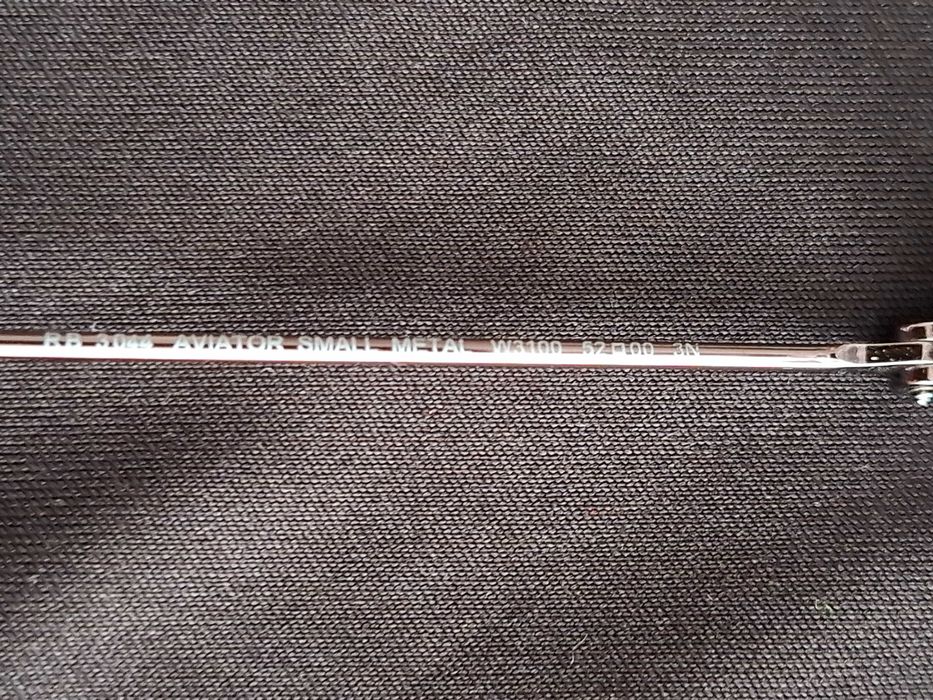 RB 3044 AVIATOR SMALL METAL W3100 52□00 3N